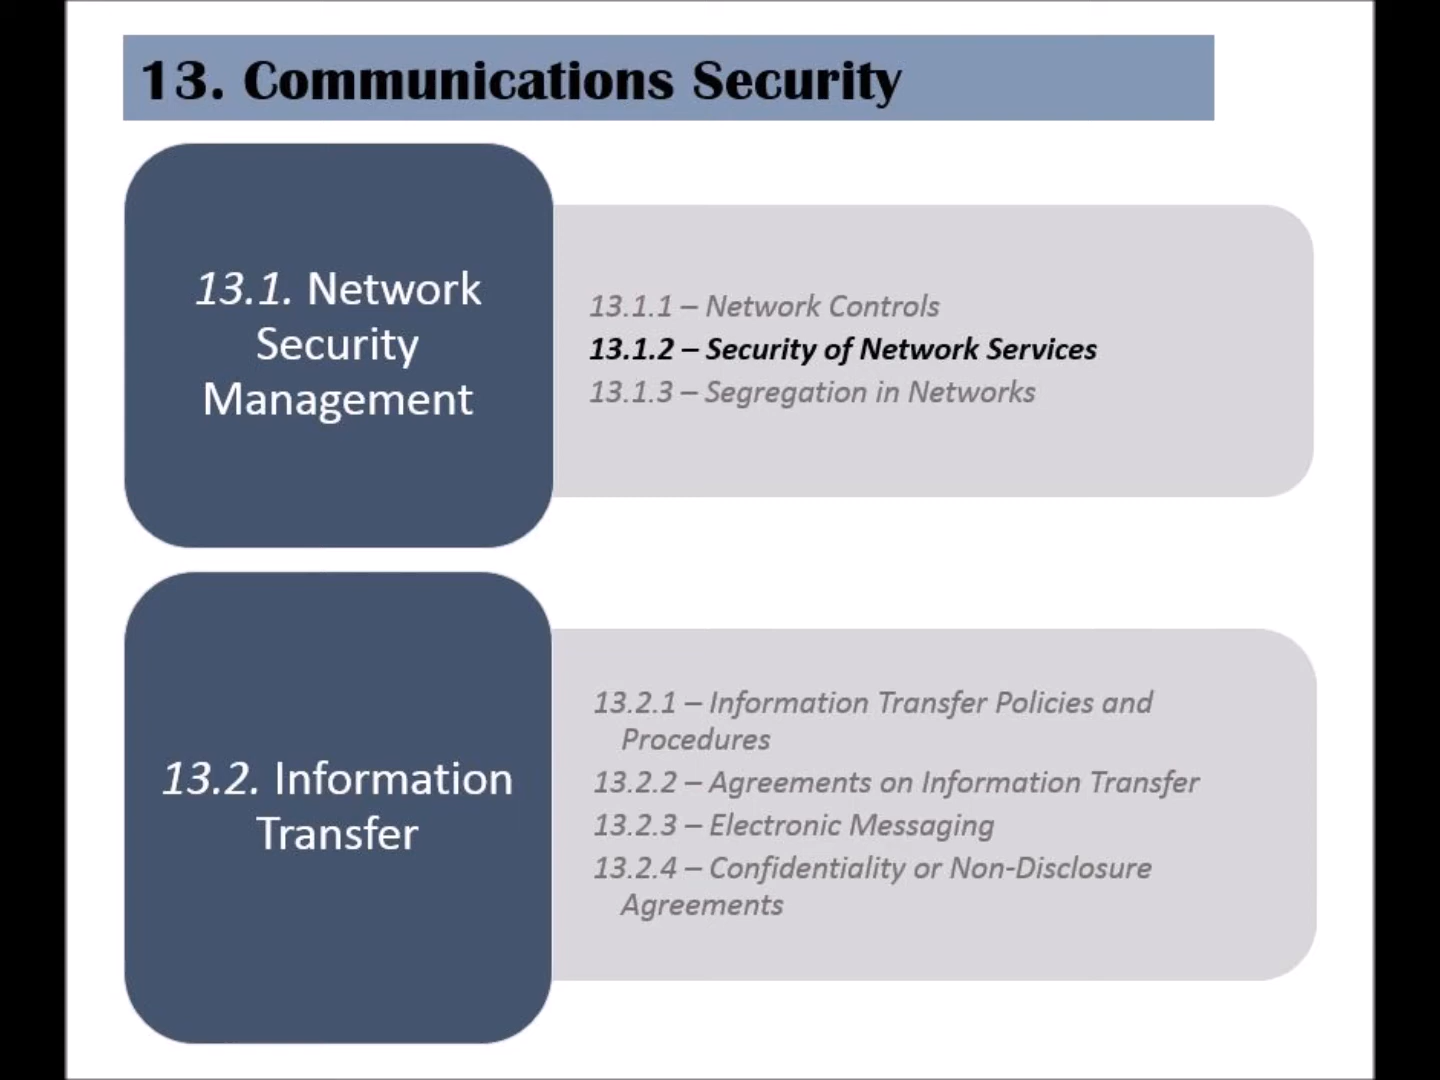 13. Communications Security
13.1. Network
Security
Management
13.1.1 – Network Controls
13.1.2 – Security of Network Services
13.1.3 – Segregation in Networks
13.2. Information
Transfer
13.2.1 – Information Transfer Policies and
Procedures
13.2.2 – Agreements on Information Transfer
13.2.3 – Electronic Messaging
13.2.4 – Confidentiality or Non-Disclosure
Agreements